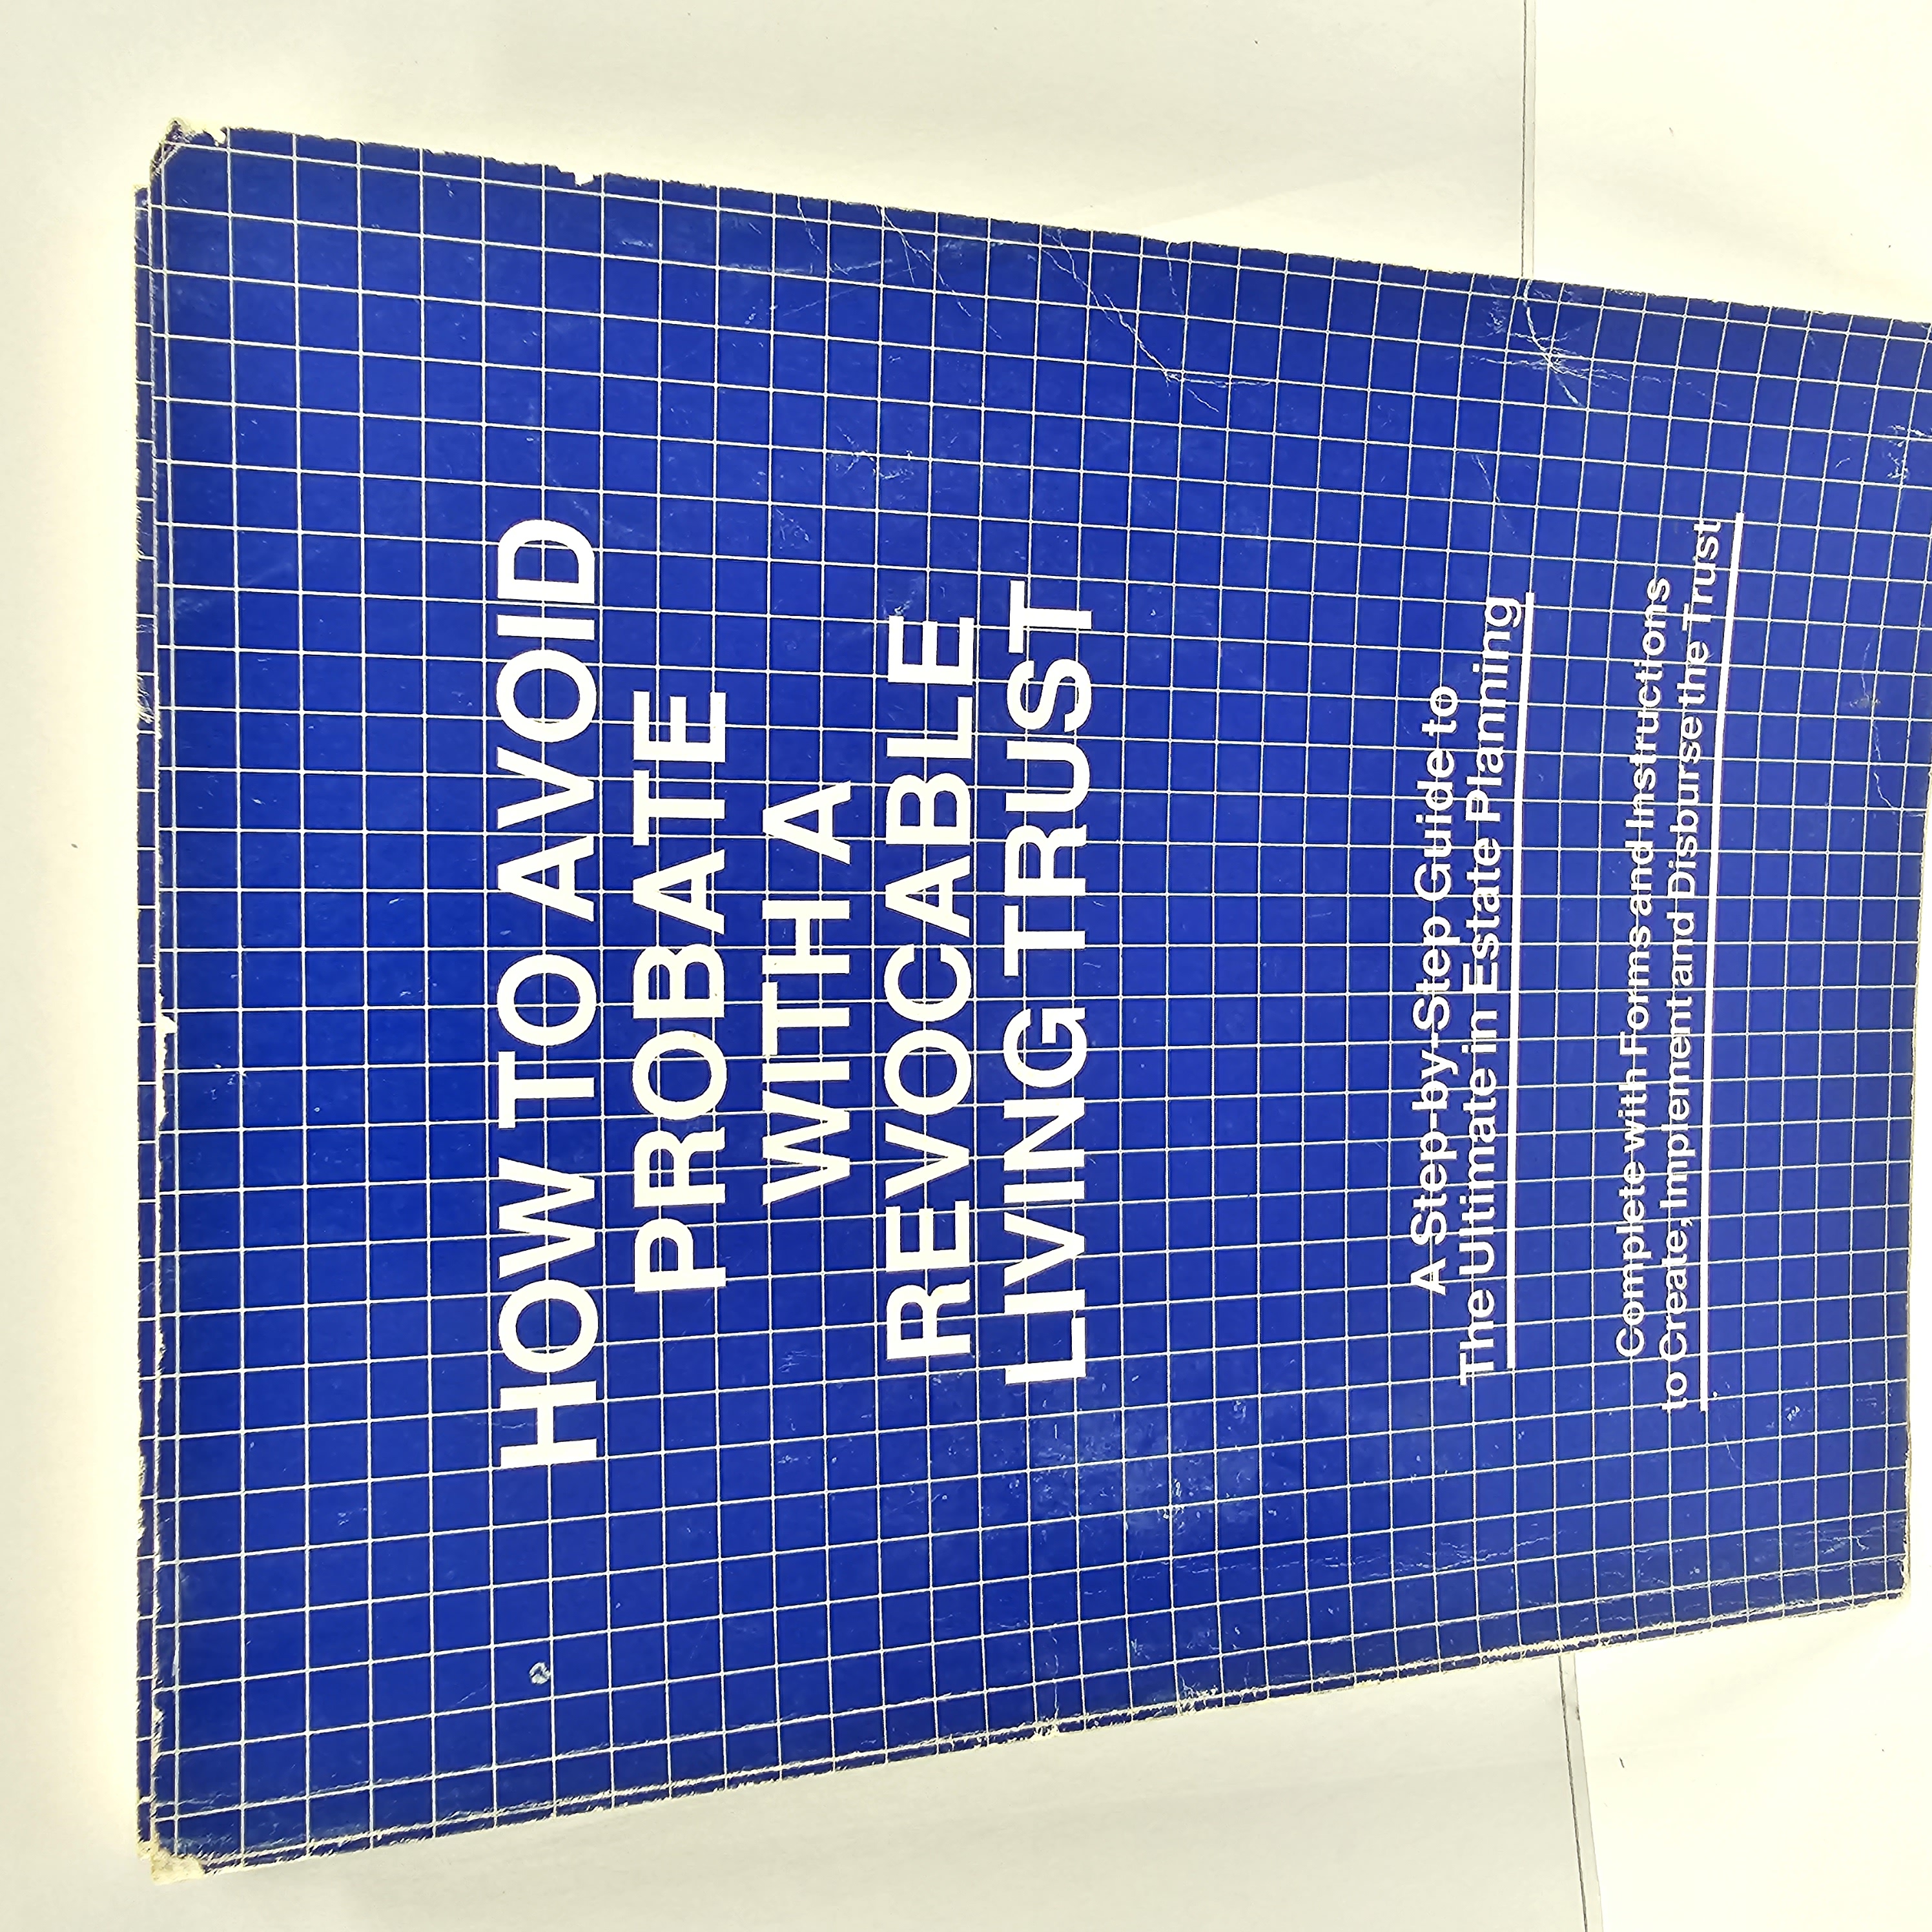 HOW TO AVOID
PROBATE
WITH A
REVOCABLE
LIVING TRUST
A Step-by-Step Guide to
The Ultimate in Estate Planning
Complete with Forms and Instructions
to Create, Implement and Disburse the Trust